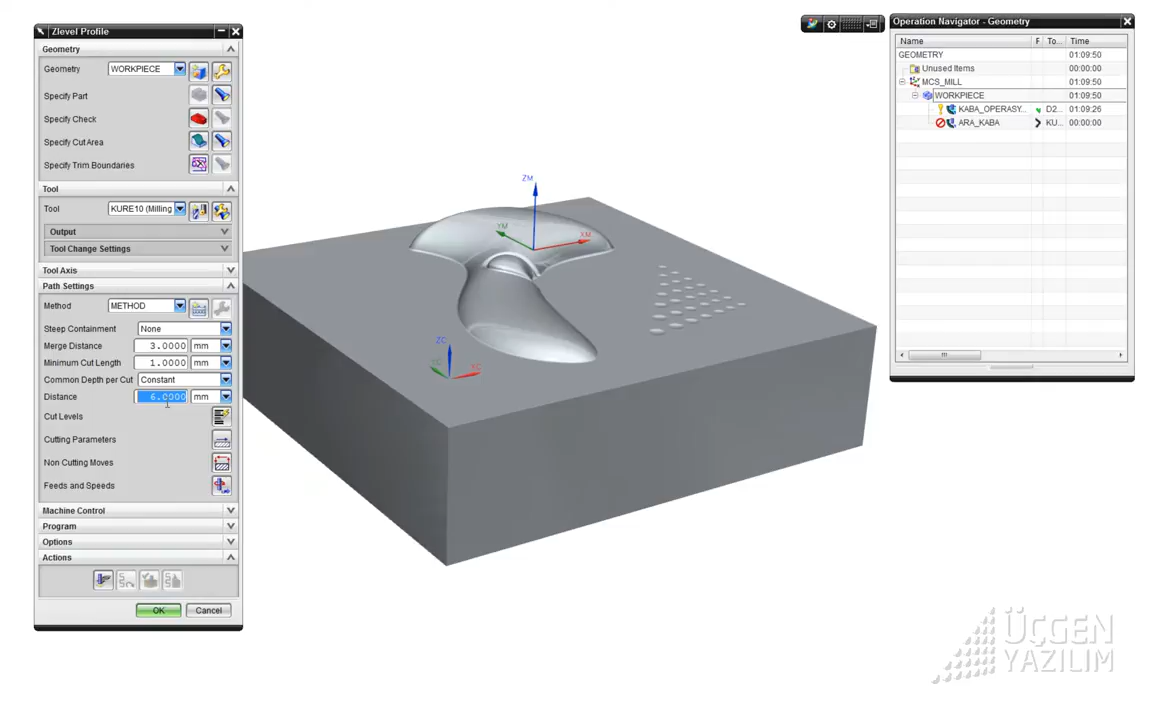 Zlevel Profile
Geometry
Geometry WORKPIECE
Specify Part
Specify Check
Specify Cut Area
Specify Trim Boundaries
Tool
Tool KURE10 (Milling
Output
Tool Change Settings
Tool Axis
Path Settings
Method METHOD
Steep Containment None
Merge Distance 3.0000 mm
Minimum Cut Length 1.0000 mm
Common Depth per Cut Constant
Distance 6.0000 mm
Cut Levels
Cutting Parameters
Non Cutting Moves
Feeds and Speeds
Machine Control
Program
Options
Actions
OK Cancel
ZM
YM
XM
ZC
YC
XC
Operation Navigator - Geometry
Name F To... Time
GEOMETRY 01:09:50
Unused Items 00:00:00
MCS_MILL 01:09:50
WORKPIECE 01:09:50
KABA_OPERASY... D2... 01:09:26
ARA_KABA KU... 00:00:00
ÜÇGEN
YAZILIM